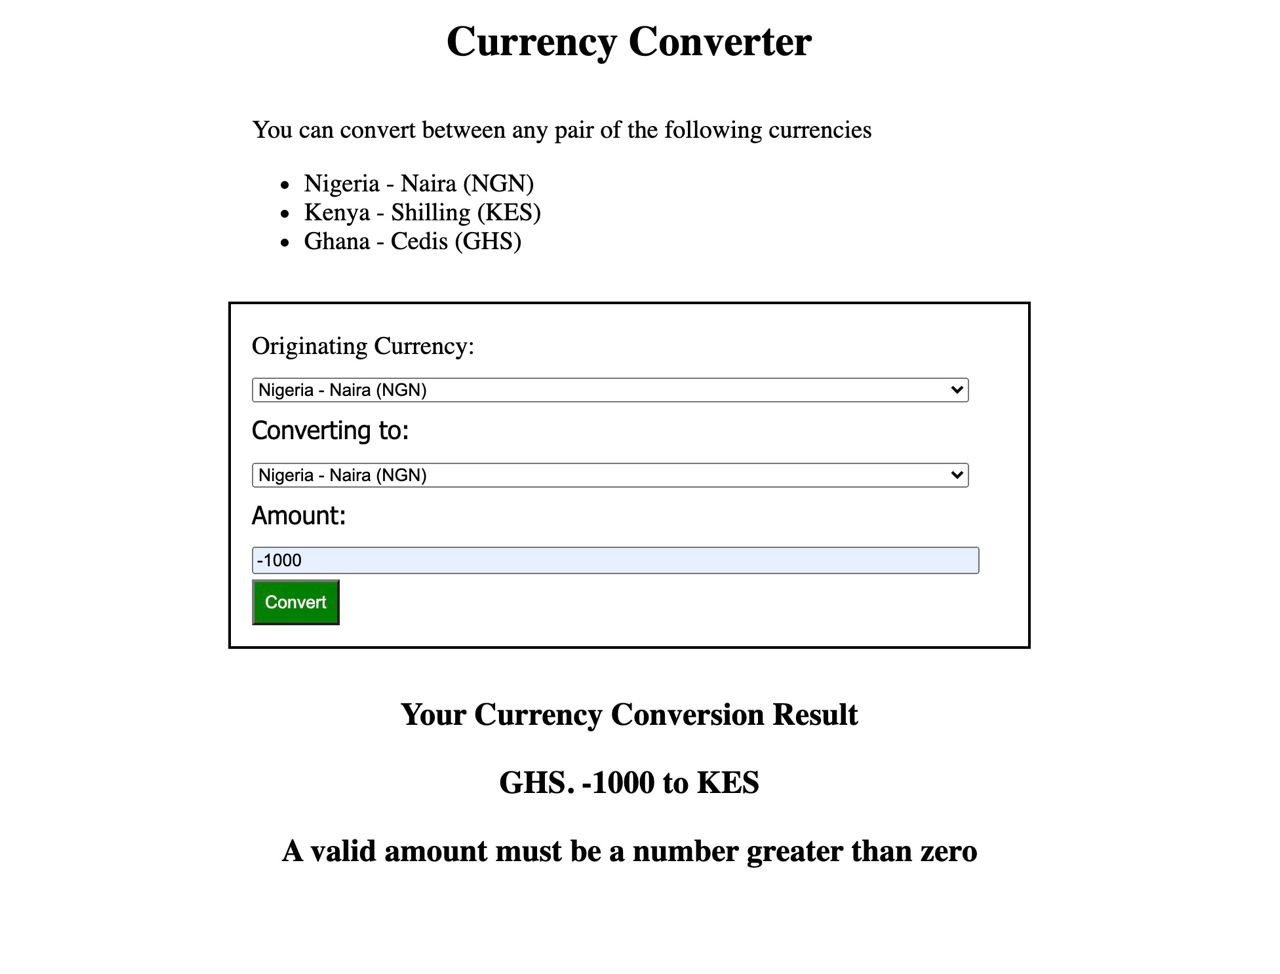 Currency Converter
You can convert between any pair of the following currencies
• Nigeria - Naira (NGN)
• Kenya - Shilling (KES)
• Ghana - Cedis (GHS)
Originating Currency:
Nigeria - Naira (NGN)
Converting to:
Nigeria - Naira (NGN)
Amount:
-1000
Convert
Your Currency Conversion Result
GHS. -1000 to KES
A valid amount must be a number greater than zero